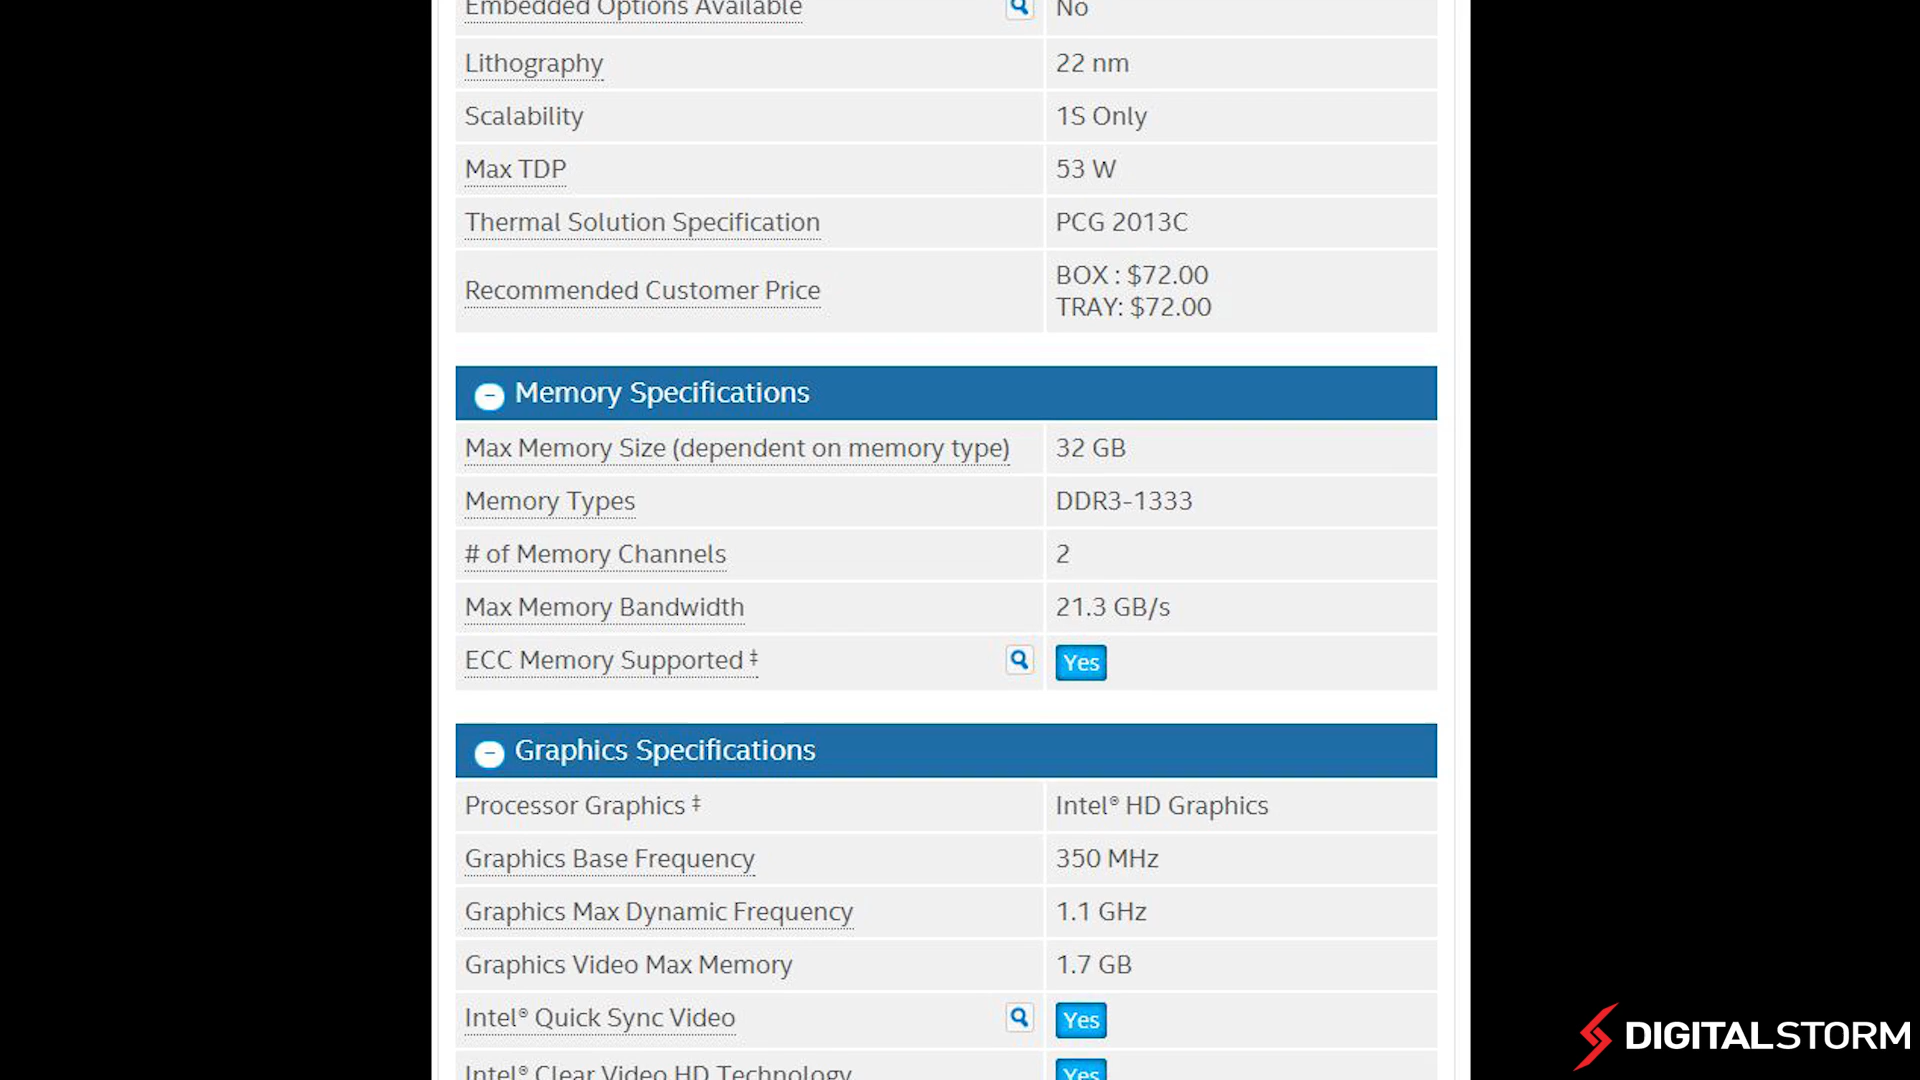 Embedded Options Available No
Lithography 22 nm
Scalability 1S Only
Max TDP 53 W
Thermal Solution Specification PCG 2013C
Recommended Customer Price BOX : $72.00
TRAY: $72.00
Memory Specifications
Max Memory Size (dependent on memory type) 32 GB
Memory Types DDR3-1333
# of Memory Channels 2
Max Memory Bandwidth 21.3 GB/s
ECC Memory Supported ‡ Yes
Graphics Specifications
Processor Graphics ‡ Intel® HD Graphics
Graphics Base Frequency 350 MHz
Graphics Max Dynamic Frequency 1.1 GHz
Graphics Video Max Memory 1.7 GB
Intel® Quick Sync Video Yes
Intel® Clear Video HD Technology Yes
DIGITALSTORM